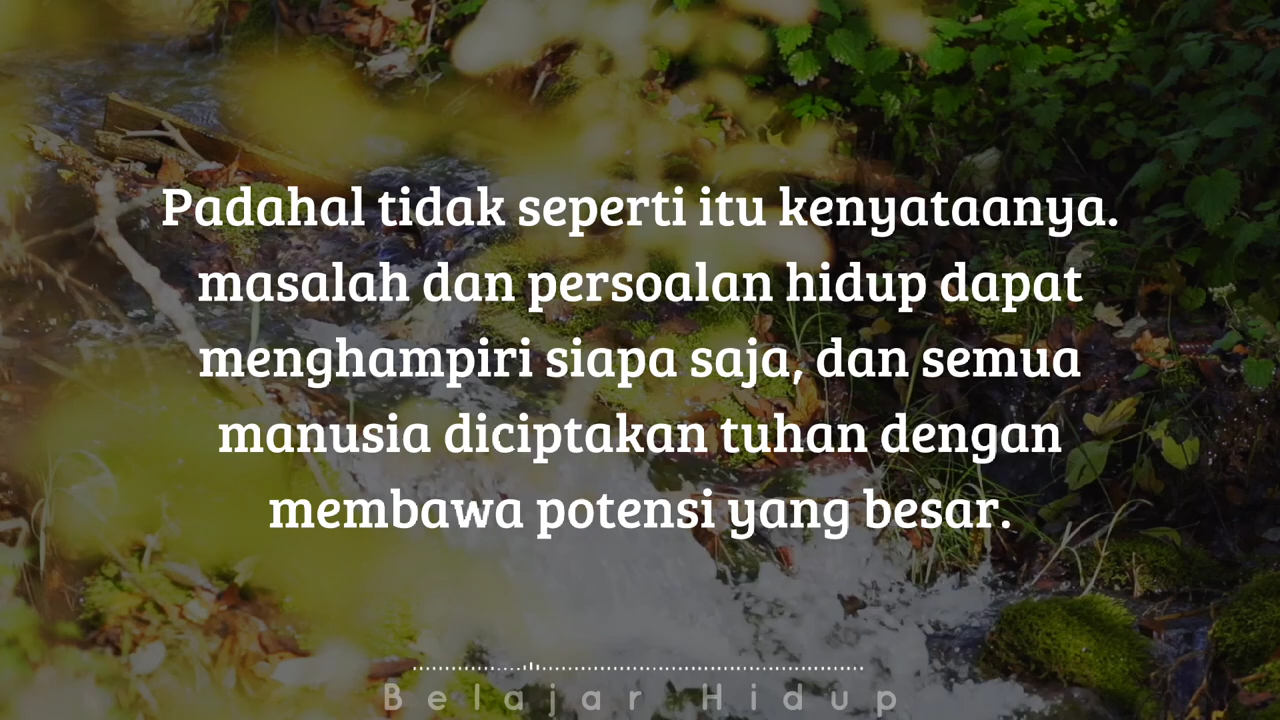 Padahal tidak seperti itu kenyataanya.
masalah dan persoalan hidup dapat
menghampiri siapa saja, dan semua
manusia diciptakan tuhan dengan
membawa potensi yang besar.
Belajar Hidup